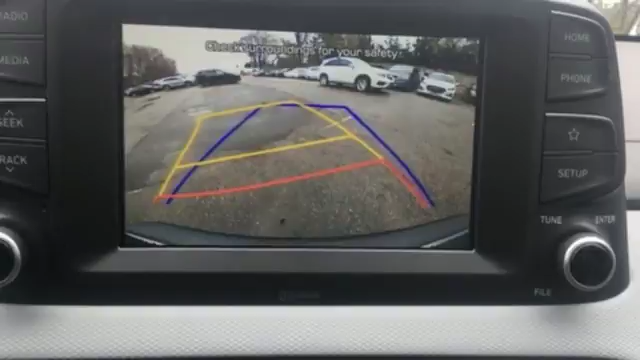 RADIO
MEDIA
SEEK
TRACK
Check surroundings for your safety
HOME
PHONE
SETUP
TUNE
ENTER
FILE